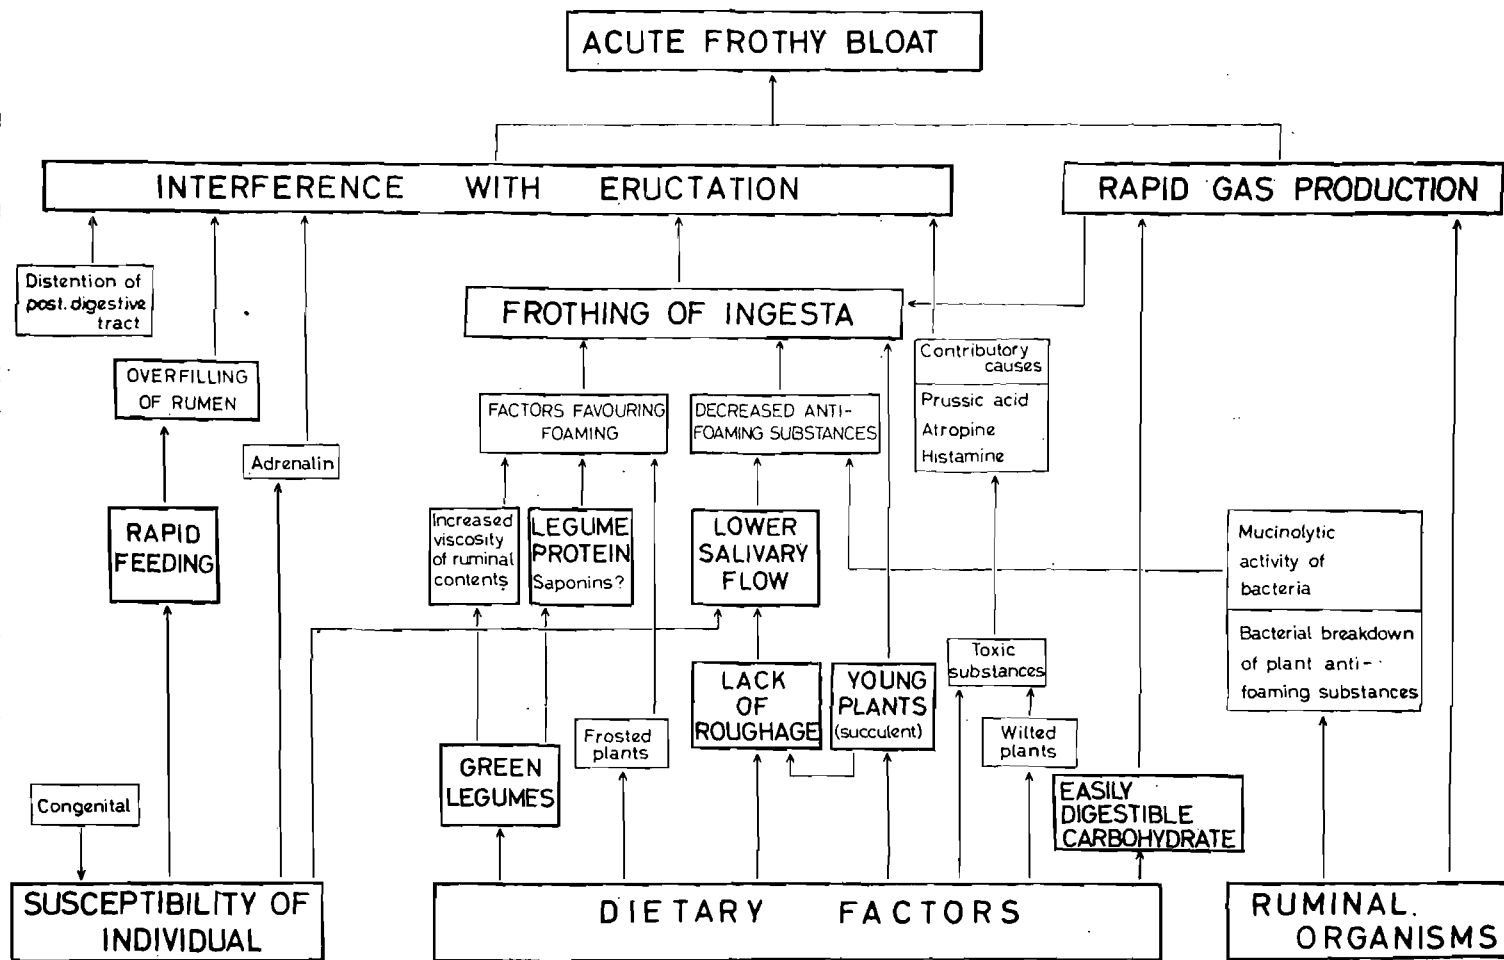 ACUTE FROTHY BLOAT
INTERFERENCE WITH ERUCTATION
RAPID GAS PRODUCTION
Distention of
post. digestive
tract
FROTHING OF INGESTA
OVERFILLING
OF RUMEN
FACTORS FAVOURING
FOAMING
DECREASED ANTI-
FOAMING SUBSTANCES
Contributory
causes
Prussic acid
Atropine
Histamine
Adrenalin
RAPID
FEEDING
Increased
viscosity
of ruminal
contents
LEGUME
PROTEIN
Saponins?
LOWER
SALIVARY
FLOW
Mucinolytic
activity of
bacteria
Bacterial breakdown
of plant anti-
foaming substances
LACK
OF
ROUGHAGE
YOUNG
PLANTS
(succulent)
Toxic
substances
Frosted
plants
Wilted
plants
GREEN
LEGUMES
Congenital
EASILY
DIGESTIBLE
CARBOHYDRATE
SUSCEPTIBILITY OF
INDIVIDUAL
DIETARY FACTORS
RUMINAL.
ORGANISMS